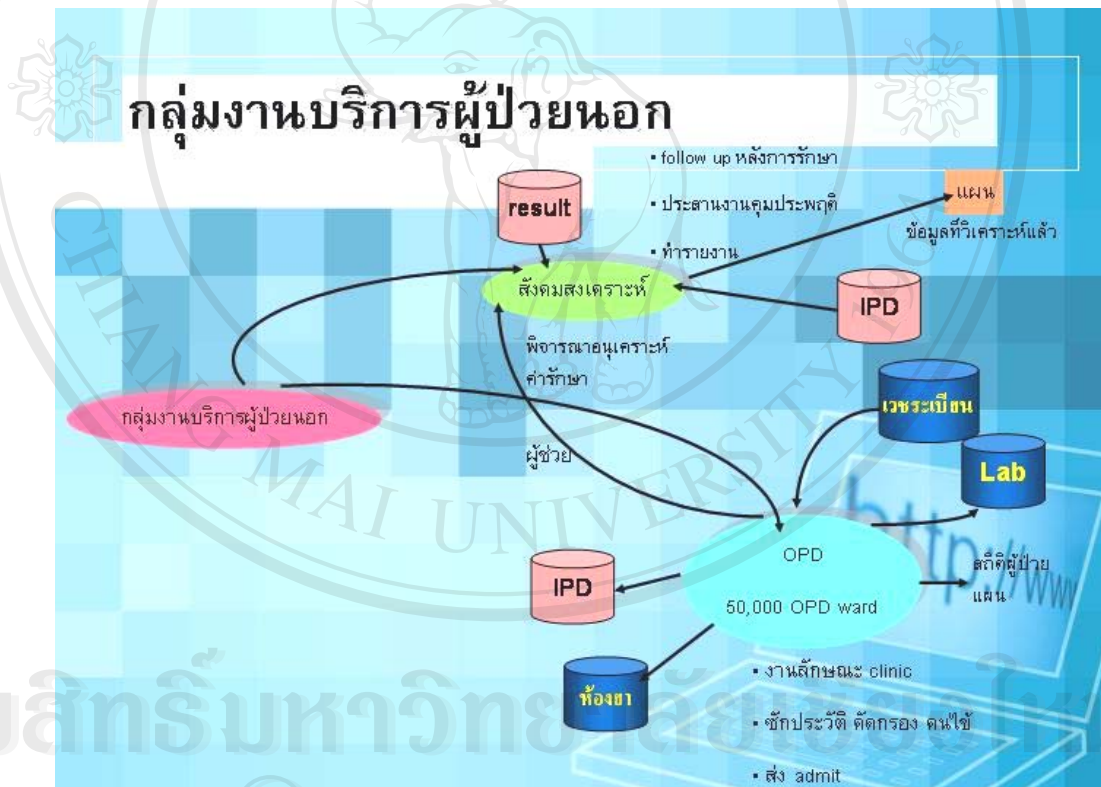 กลุ่มงานบริการผู้ป่วยนอก
▪ follow up หลังการรักษา
result
▪ ประสานงานคุมประพฤติ
แผน
ข้อมูลที่วิเคราะห์แล้ว
▪ ทำรายงาน
สังคมสงเคราะห์
IPD
พิจารณาอนุเคราะห์
ค่ารักษา
เวชระเบียน
กลุ่มงานบริการผู้ป่วยนอก
ผู้ช่วย
Lab
OPD
50,000 OPD ward
สถิติผู้ป่วย
แผน
IPD
ห้องยา
▪ งานลักษณะ clinic
▪ ซักประวัติ คัดกรอง คนไข้
▪ ส่ง admit
http://www
CHIANG MAI UNIVERSITY